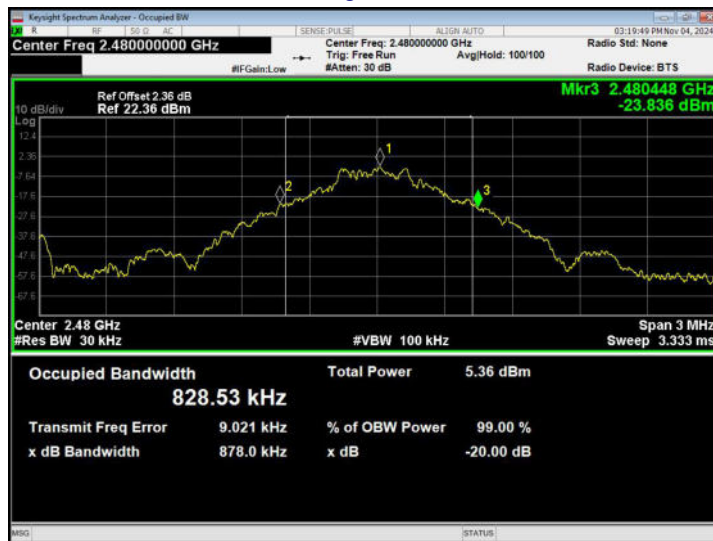 Keysight Spectrum Analyzer - Occupied BW
R RF 50 Ω AC SENSE:PULSE ALIGN AUTO 03:19:49 PM Nov 04, 2024
Center Freq 2.480000000 GHz Center Freq: 2.480000000 GHz Radio Std: None
Trig: Free Run Avg|Hold: 100/100
#IFGain:Low #Atten: 30 dB Radio Device: BTS
Mkr3 2.480448 GHz
-23.836 dBm
Ref Offset 2.36 dB
10 dB/div Ref 22.36 dBm
Log
12.4
2.36
-7.64
-17.6
-27.6
-37.6
-47.6
-57.6
-67.6
1
2
3
Center 2.48 GHz Span 3 MHz
#Res BW 30 kHz #VBW 100 kHz Sweep 3.333 ms
Occupied Bandwidth Total Power 5.36 dBm
828.53 kHz
Transmit Freq Error 9.021 kHz % of OBW Power 99.00 %
x dB Bandwidth 878.0 kHz x dB -20.00 dB
MSG STATUS